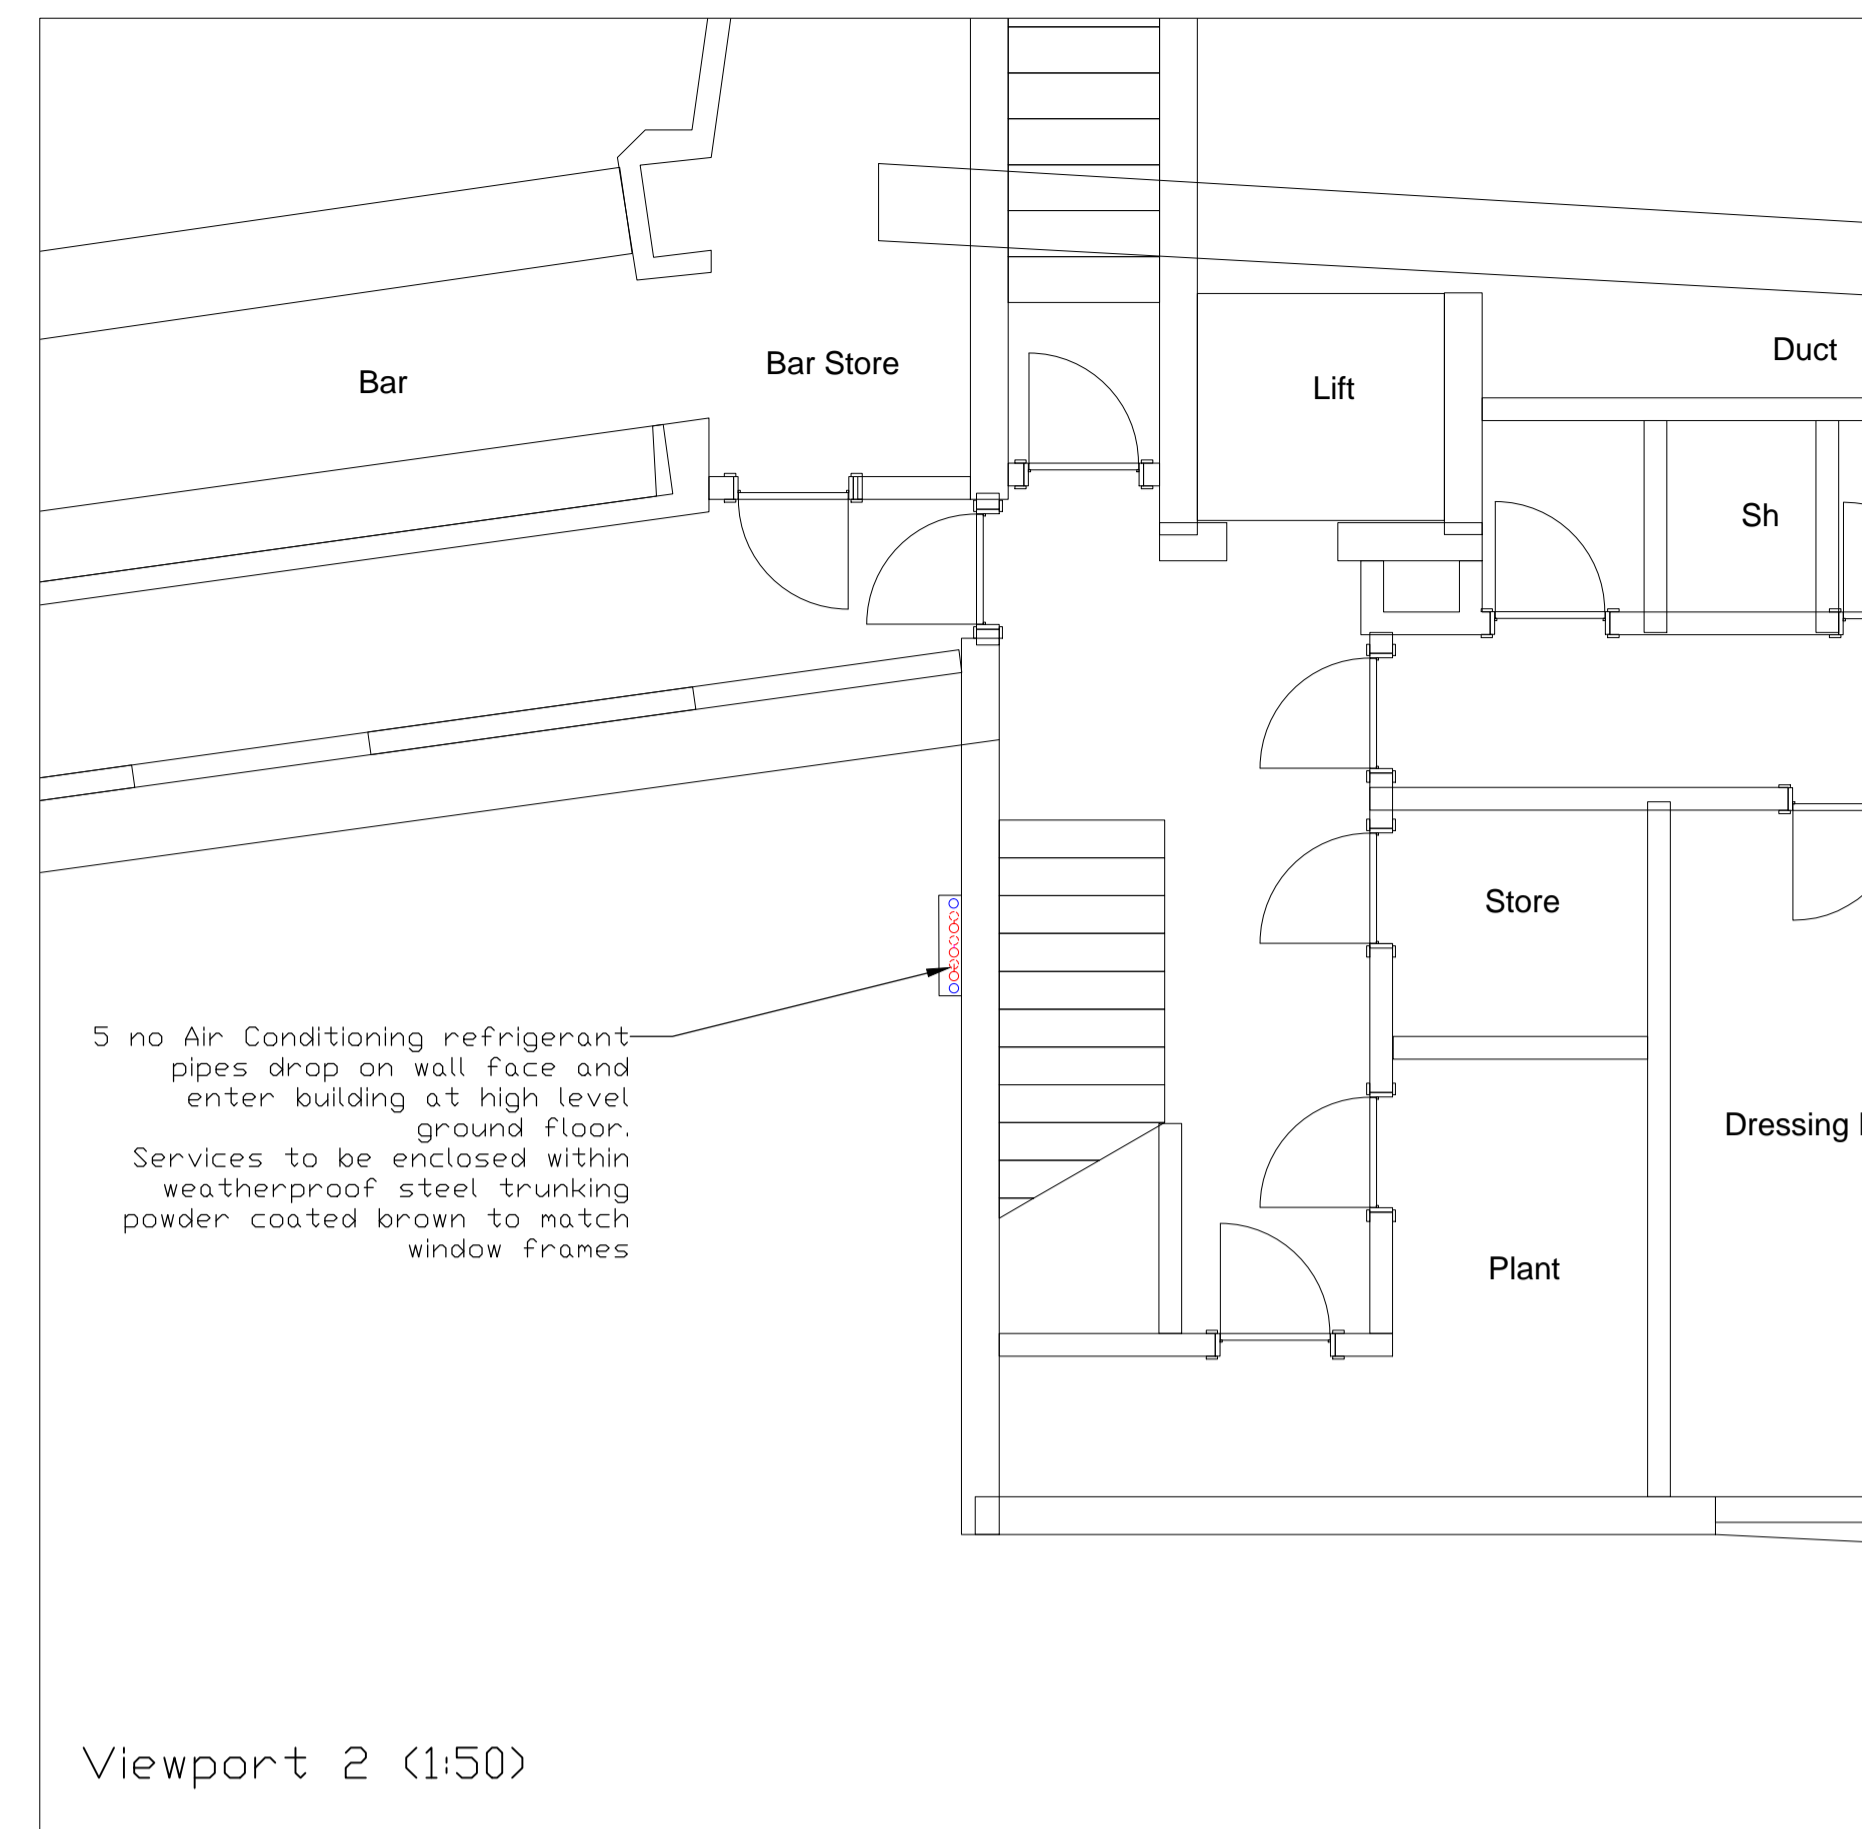 Bar
Bar Store
Lift
Duct
Sh
Store
5 no Air Conditioning refrigerant
pipes drop on wall face and
enter building at high level
ground floor.
Services to be enclosed within
weatherproof steel trunking
powder coated brown to match
window frames
Dressing
Plant
Viewport 2 (1:50)